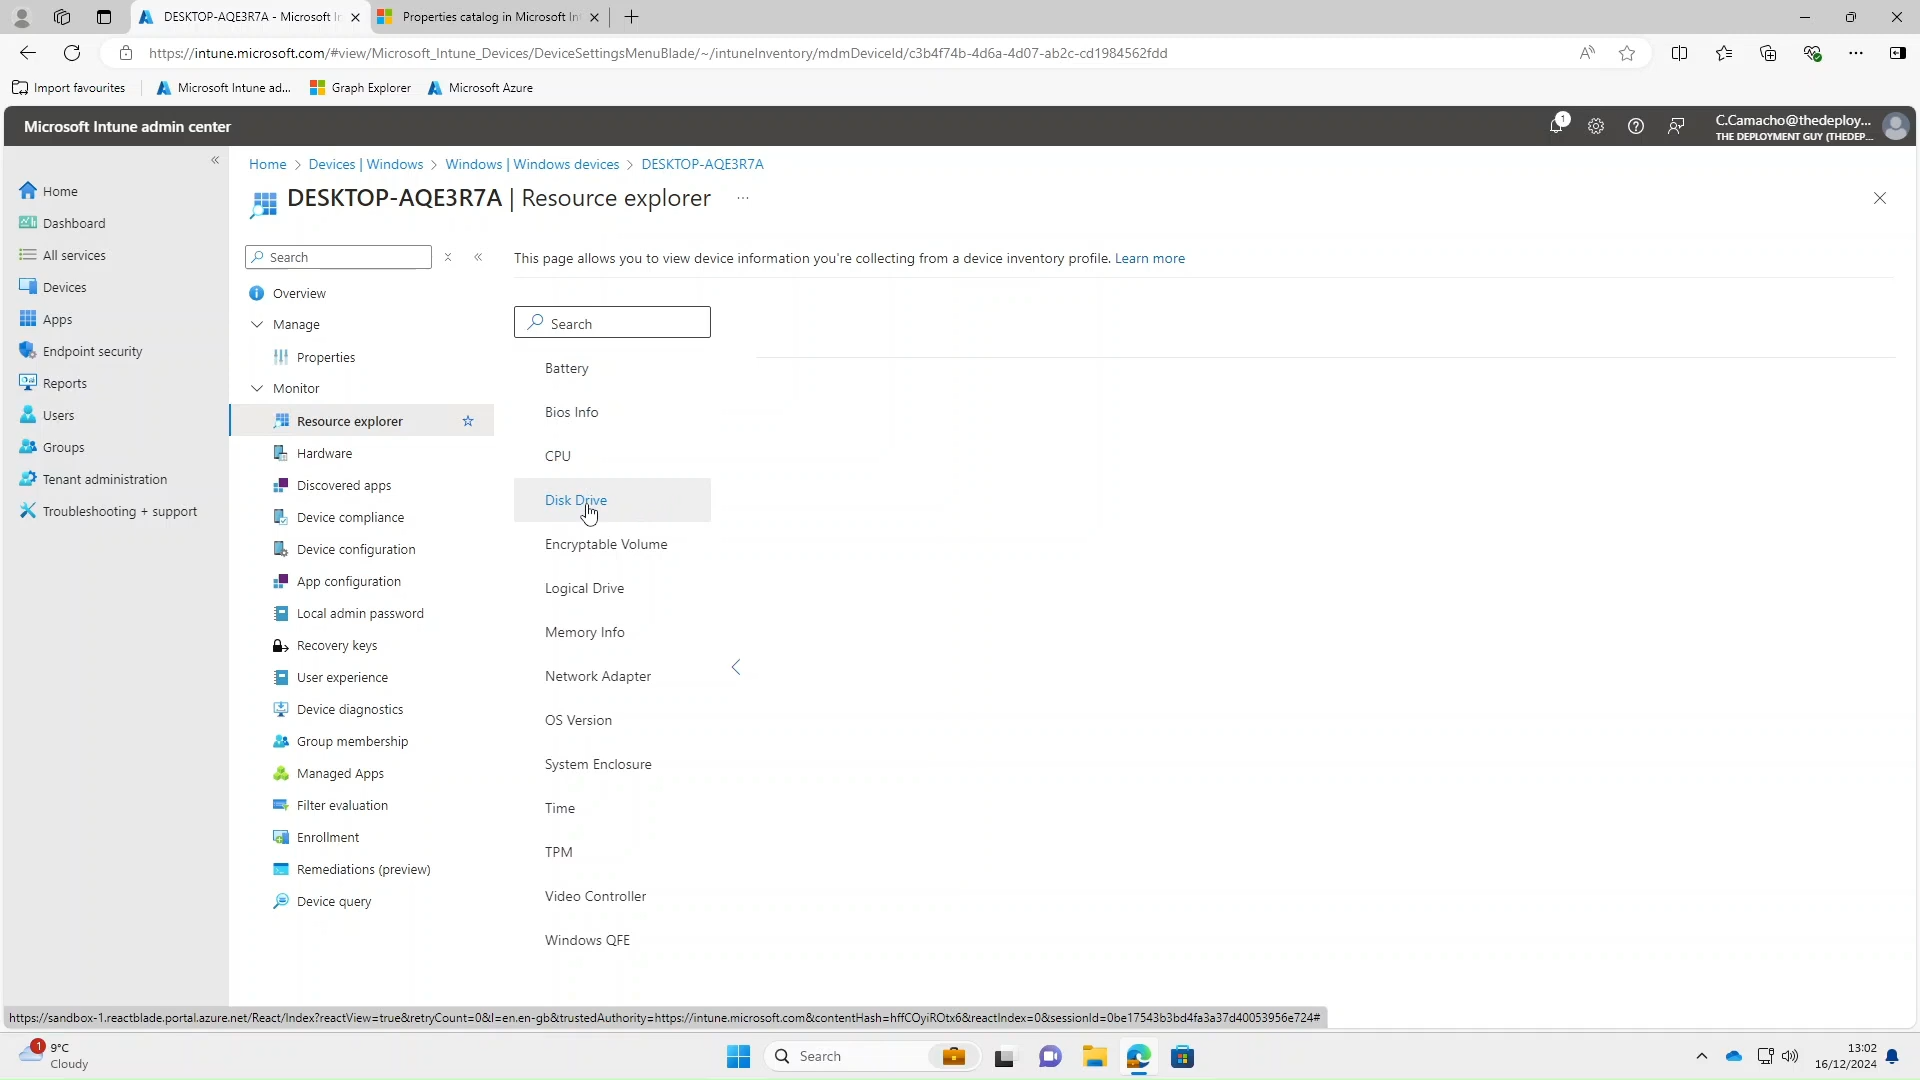 DESKTOP-AQE3R7A - Microsoft In
Properties catalog in Microsoft Int
https://intune.microsoft.com/#view/Microsoft_Intune_Devices/DeviceSettingsMenuBlade/~/intuneInventory/mdmDeviceId/c3b4f74b-4d6a-4d07-ab2c-cd1984562fdd
Import favourites
Microsoft Intune ad...
Graph Explorer
Microsoft Azure
Microsoft Intune admin center
1
C.Camacho@thedeploy...
THE DEPLOYMENT GUY (THEDEP...
Home
Dashboard
All services
Devices
Apps
Endpoint security
Reports
Users
Groups
Tenant administration
Troubleshooting + support
Home > Devices | Windows > Windows | Windows devices > DESKTOP-AQE3R7A
DESKTOP-AQE3R7A | Resource explorer ...
Search
Overview
Manage
Properties
Monitor
Resource explorer
Hardware
Discovered apps
Device compliance
Device configuration
App configuration
Local admin password
Recovery keys
User experience
Device diagnostics
Group membership
Managed Apps
Filter evaluation
Enrollment
Remediations (preview)
Device query
This page allows you to view device information you're collecting from a device inventory profile. Learn more
Search
Battery
Bios Info
CPU
Disk Drive
Encryptable Volume
Logical Drive
Memory Info
Network Adapter
OS Version
System Enclosure
Time
TPM
Video Controller
Windows QFE
https://sandbox-1.reactblade.portal.azure.net/React/Index?reactView=true&retryCount=0&l=en.en-gb&trustedAuthority=https://intune.microsoft.com&contentHash=hffCOyiROtx6&reactIndex=0&sessionId=0be17543b3bd4fa3a37d40053956e724#
1
9°C
Cloudy
Search
13:02
16/12/2024